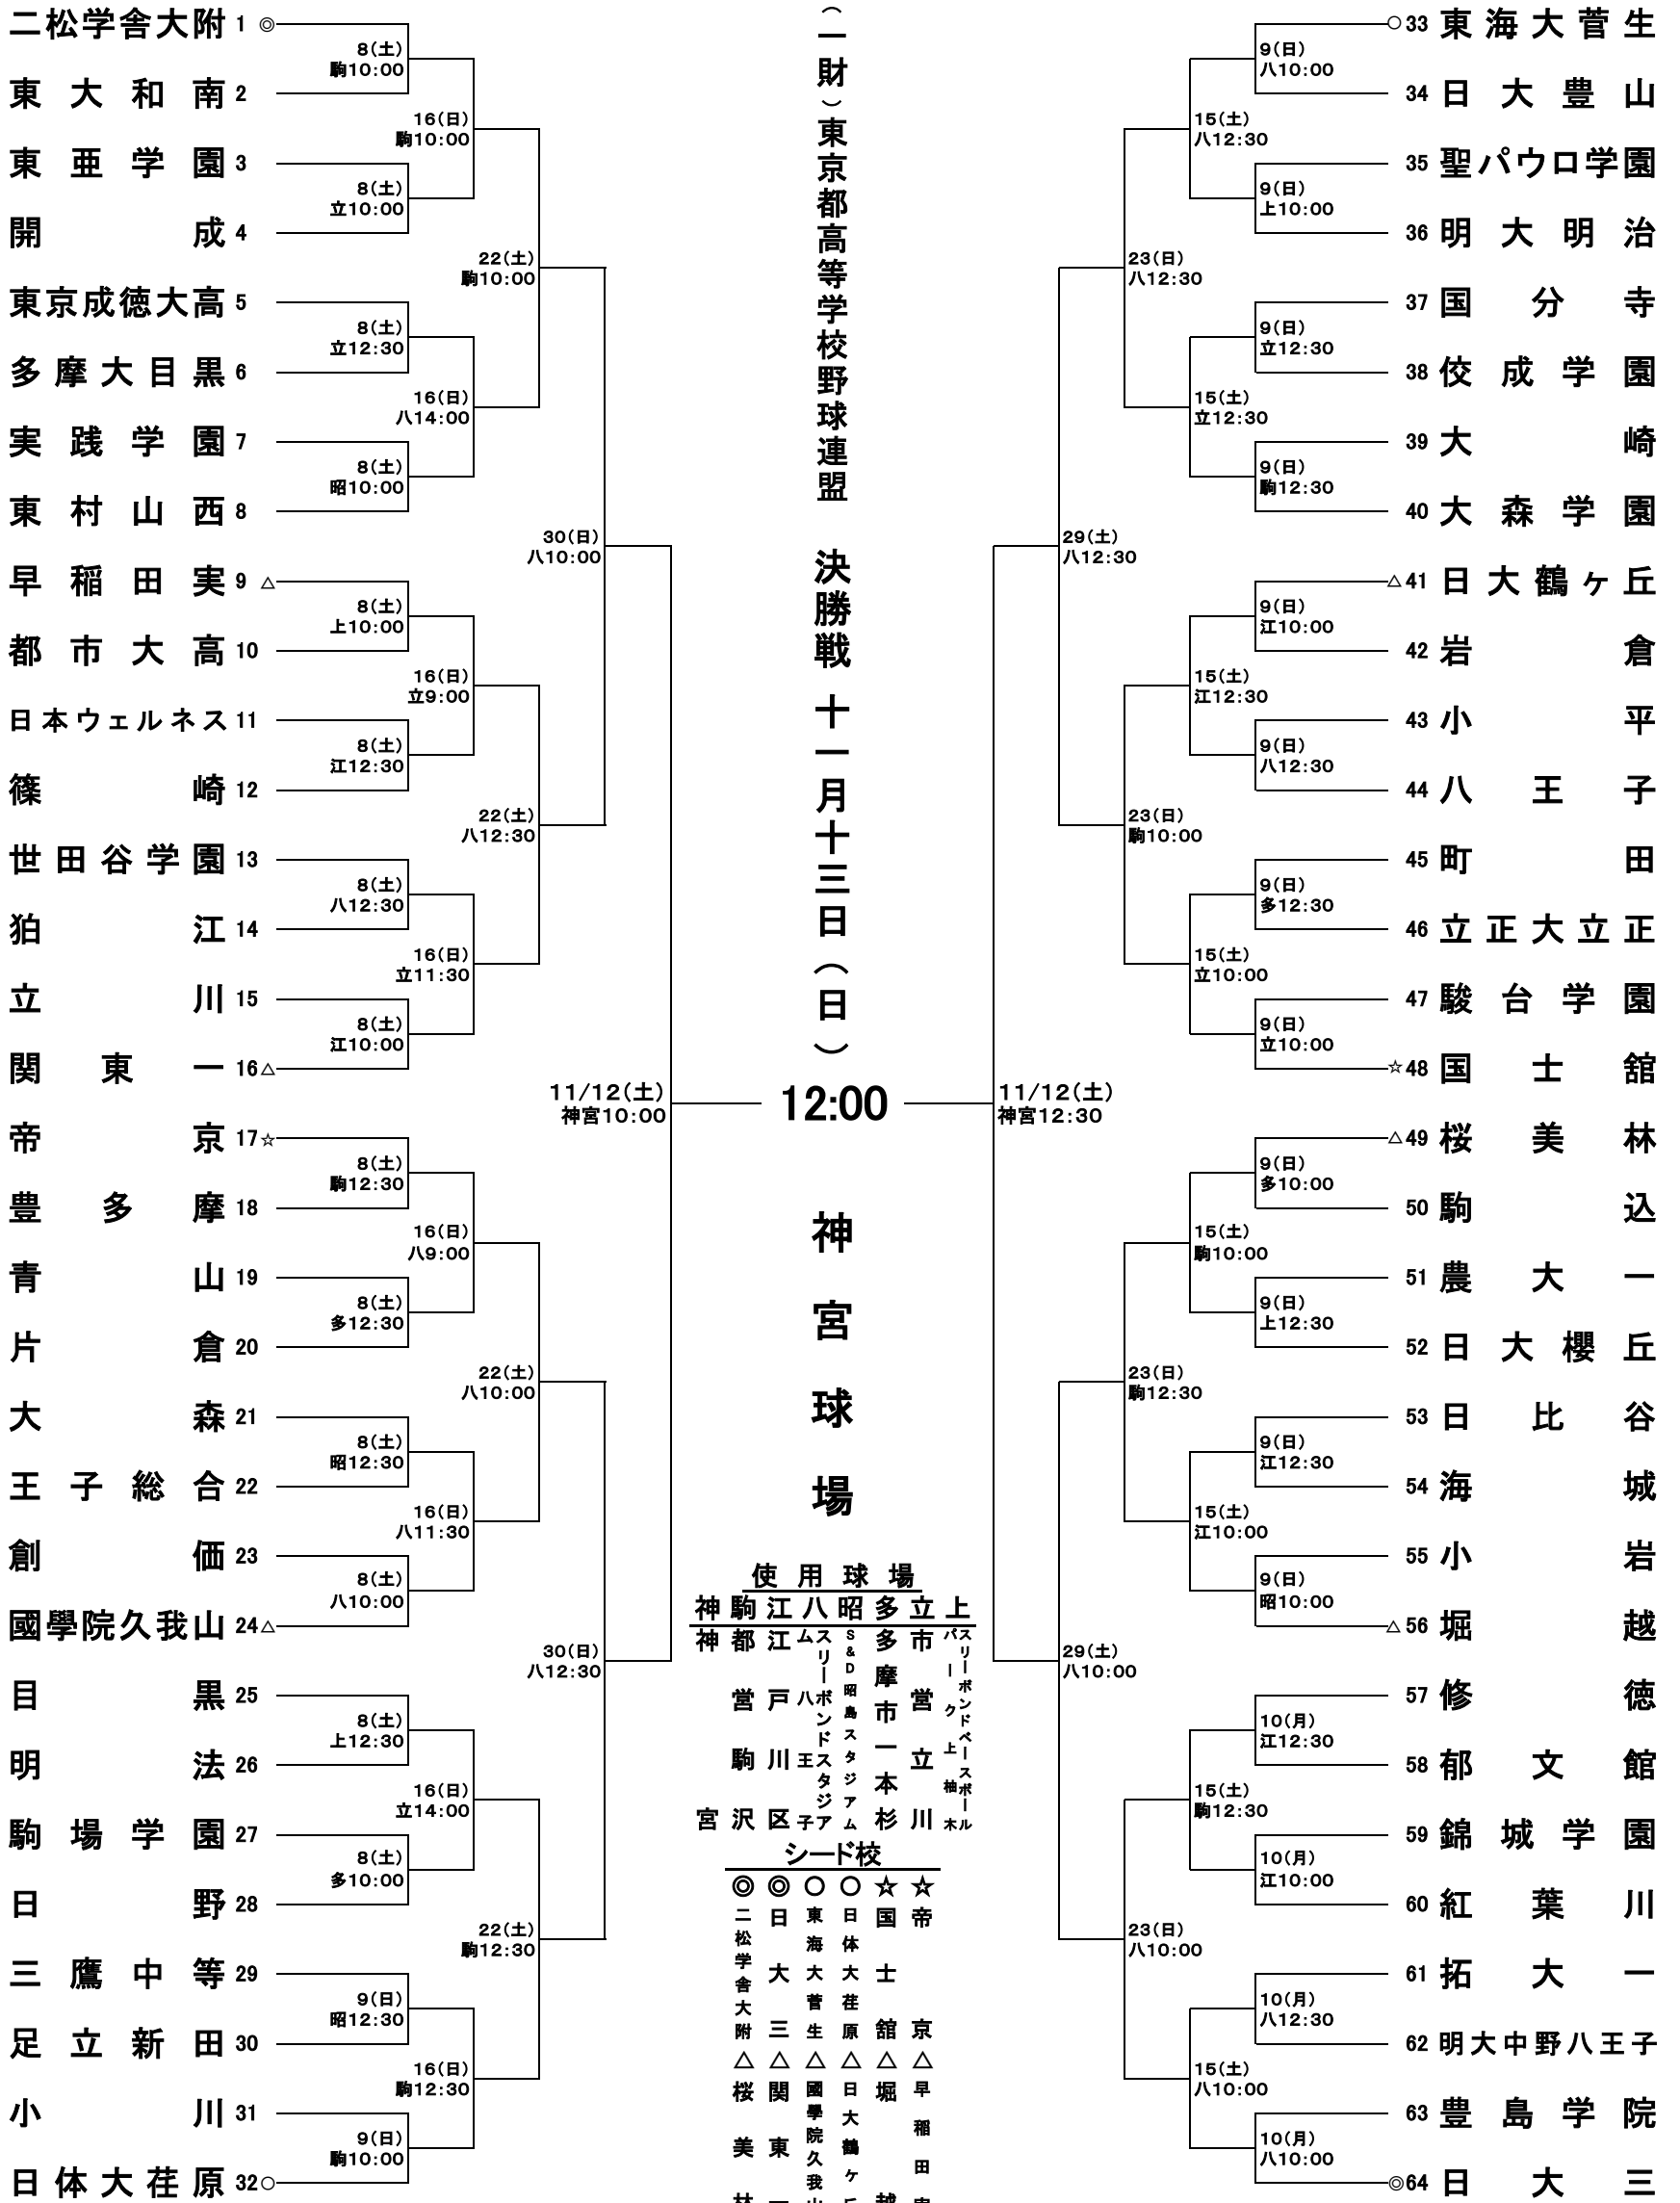 二松学舎大附 1 ◎
東大和南 2
東亜学園 3
開成 4
東京成徳大高 5
多摩大目黒 6
実践学園 7
東村山西 8
早稲田実 9 △
都市大高 10
日本ウェルネス 11
篠崎 12
世田谷学園 13
狛江 14
立川 15
関東一 16△
帝京 17☆
豊多摩 18
青山 19
片倉 20
大森 21
王子総合 22
創価 23
國學院久我山 24△
目黒 25
明法 26
駒場学園 27
日野 28
三鷹中等 29
足立新田 30
小川 31
日体大荏原 32○
8(土)
駒10:00
8(土)
立10:00
8(土)
立12:30
8(土)
昭10:00
8(土)
上10:00
8(土)
江12:30
8(土)
八12:30
8(土)
江10:00
8(土)
駒12:30
8(土)
多12:30
8(土)
昭12:30
8(土)
八10:00
8(土)
上12:30
8(土)
多10:00
9(日)
昭12:30
9(日)
駒10:00
16(日)
駒10:00
16(日)
八14:00
16(日)
立9:00
16(日)
立11:30
16(日)
八9:00
16(日)
八11:30
16(日)
立14:00
16(日)
駒12:30
22(土)
駒10:00
22(土)
八12:30
22(土)
八10:00
22(土)
駒12:30
30(日)
八10:00
30(日)
八12:30
11/12(土)
神宮10:00
(一財)東京都高等学校野球連盟
決勝戦 十一月十三日(日)
12:00
神宮球場
11/12(土)
神宮12:30
29(土)
八12:30
29(土)
八10:00
23(日)
八12:30
23(日)
駒10:00
23(日)
駒12:30
23(日)
八10:00
15(土)
八12:30
15(土)
立12:30
15(土)
江12:30
15(土)
立10:00
15(土)
駒10:00
15(土)
江10:00
15(土)
駒12:30
15(土)
八10:00
9(日)
八10:00
9(日)
上10:00
9(日)
立12:30
9(日)
駒12:30
9(日)
江10:00
9(日)
八12:30
9(日)
多12:30
9(日)
立10:00
9(日)
多10:00
9(日)
上12:30
9(日)
江12:30
9(日)
昭10:00
10(月)
江12:30
10(月)
江10:00
10(月)
八12:30
10(月)
八10:00
○33 東海大菅生
34 日大豊山
35 聖パウロ学園
36 明大明治
37 国分寺
38 佼成学園
39 大崎
40 大森学園
△41 日大鶴ヶ丘
42 岩倉
43 小平
44 八王子
45 町田
46 立正大立正
47 駿台学園
☆48 国士舘
△49 桜美林
50 駒込
51 農大一
52 日大櫻丘
53 日比谷
54 海城
55 小岩
△56 堀越
57 修徳
58 郁文館
59 錦城学園
60 紅葉川
61 拓大一
62 明大中野八王子
63 豊島学院
◎64 日大三
使用球場
上 スリーボンドベースボールパーク上柚木
立 市営立川
多 多摩市一本杉
昭 S&D昭島スタジアム
八 スリーボンドスタジアム八王子
江 江戸川区
駒 都営駒沢
神 神宮
シード校
☆帝京
☆国士舘
○日体大荏原
○東海大菅生
◎日大三
◎二松学舎大附
△早稲田
△堀
△日大鶴ヶ
△國學院久我
△関東
△桜美